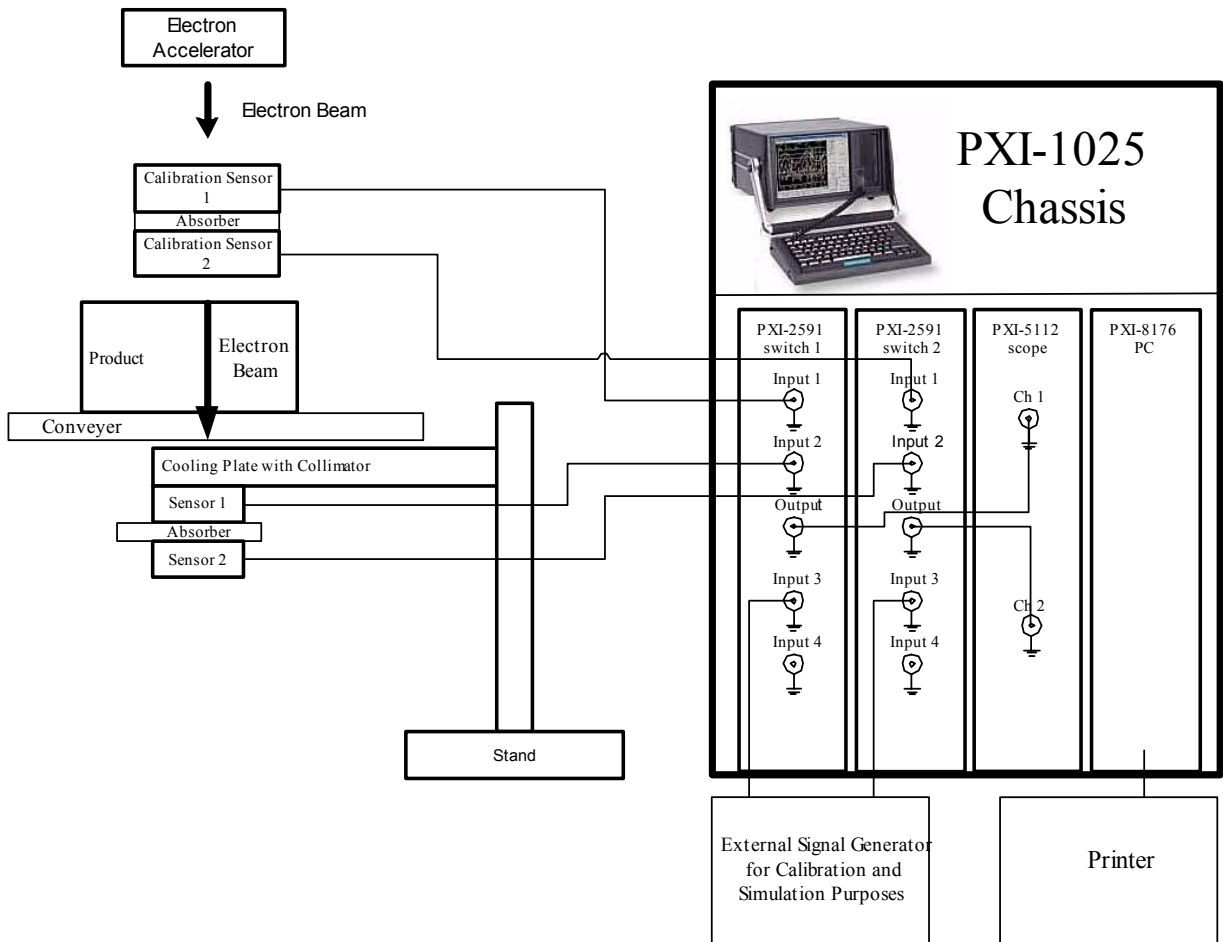 Electron
Accelerator
Electron Beam
Calibration Sensor
1
Absorber
Calibration Sensor
2
Product
Electron
Beam
Conveyer
Cooling Plate with Collimator
Sensor 1
Absorber
Sensor 2
Stand
PXI-1025
Chassis
PXI-2591
switch 1
Input 1
Input 2
Output
Input 3
Input 4
PXI-2591
switch 2
Input 1
Input 2
Output
Input 3
Input 4
PXI-5112
scope
Ch 1
Ch 2
PXI-8176
PC
External Signal Generator
for Calibration and
Simulation Purposes
Printer